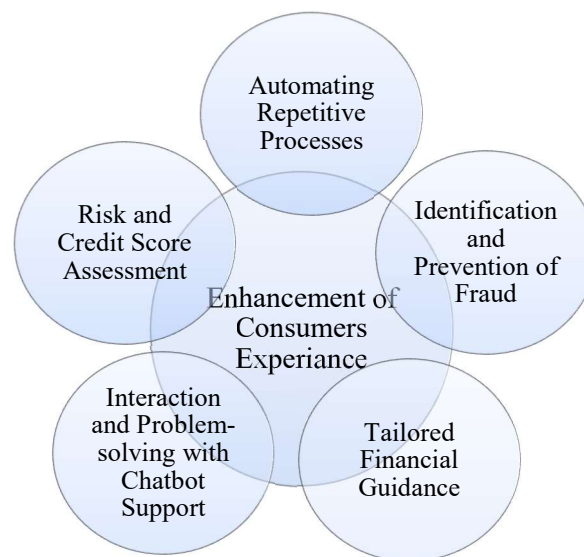 Automating
Repetitive
Processes
Identification
and
Prevention of
Fraud
Tailored
Financial
Guidance
Interaction
and Problem-
solving with
Chatbot
Support
Risk and
Credit Score
Assessment
Enhancement of
Consumers
Experiance